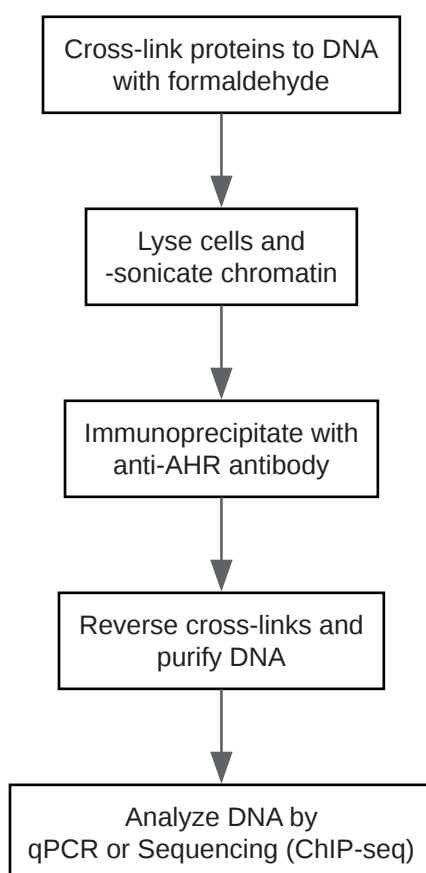 Cross-link proteins to DNA
with formaldehyde
Lyse cells and
-sonicate chromatin
Immunoprecipitate with
anti-AHR antibody
Reverse cross-links and
purify DNA
Analyze DNA by
qPCR or Sequencing (ChIP-seq)